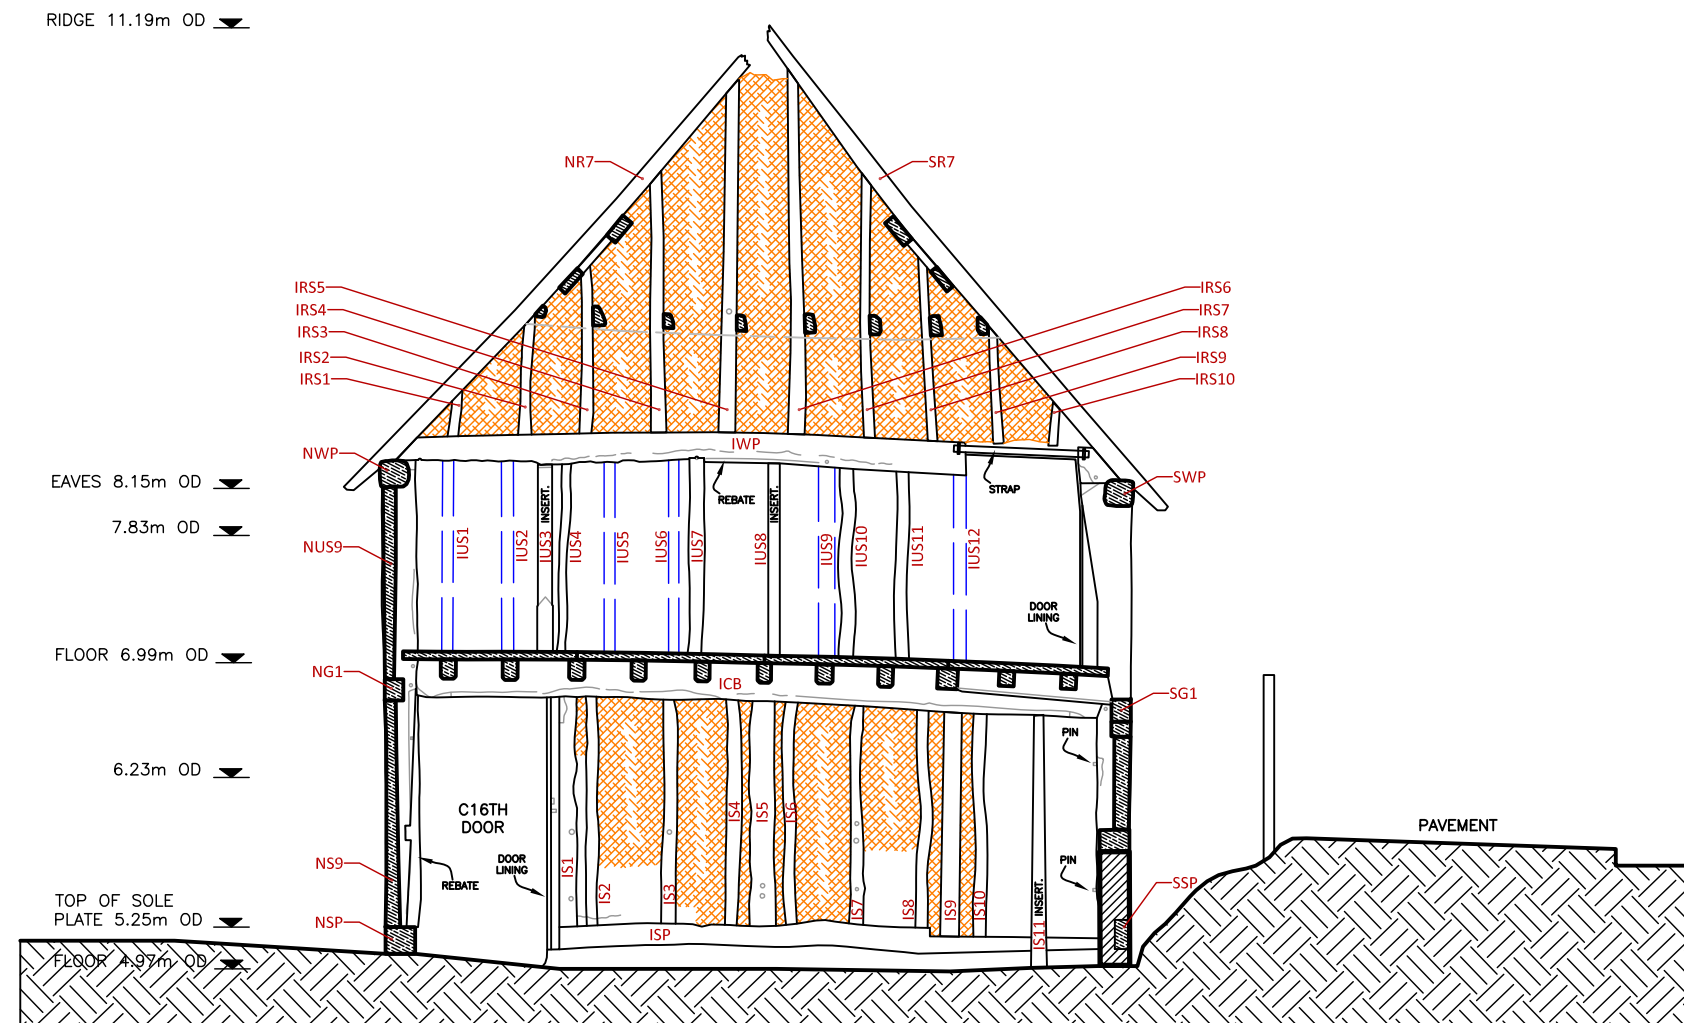 RIDGE 11.19m OD
NR7
SR7
IRS5
IRS4
IRS3
IRS2
IRS1
IRS6
IRS7
IRS8
IRS9
IRS10
IWP
NWP
EAVES 8.15m OD
STRAP
SWP
REBATE
7.83m OD
NUS9
IUS1
IUS2
INSERT.
IUS3
IUS4
IUS5
IUS6
IUS7
INSERT.
IUS8
IUS9
IUS10
IUS11
IUS12
DOOR
LINING
FLOOR 6.99m OD
NG1
ICB
SG1
PIN
6.23m OD
C16TH
DOOR
IS4
IS5
IS6
PAVEMENT
NS9
REBATE
DOOR
LINING
IS1
IS2
IS3
IS7
IS8
IS9
IS10
INSERT.
IS11
PIN
SSP
TOP OF SOLE
PLATE 5.25m OD
NSP
ISP
FLOOR 4.97m OD